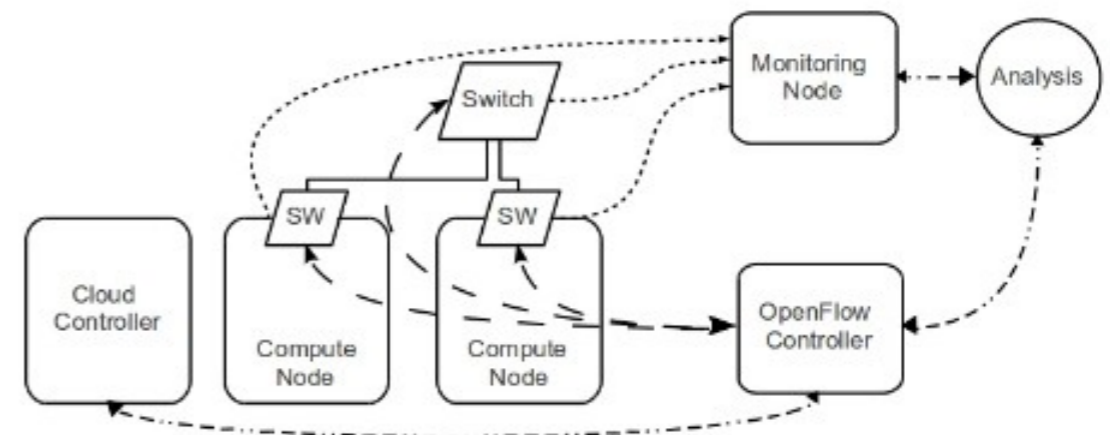 Monitoring
Node
Analysis
Switch
SW
SW
Cloud
Controller
Compute
Node
Compute
Node
OpenFlow
Controller